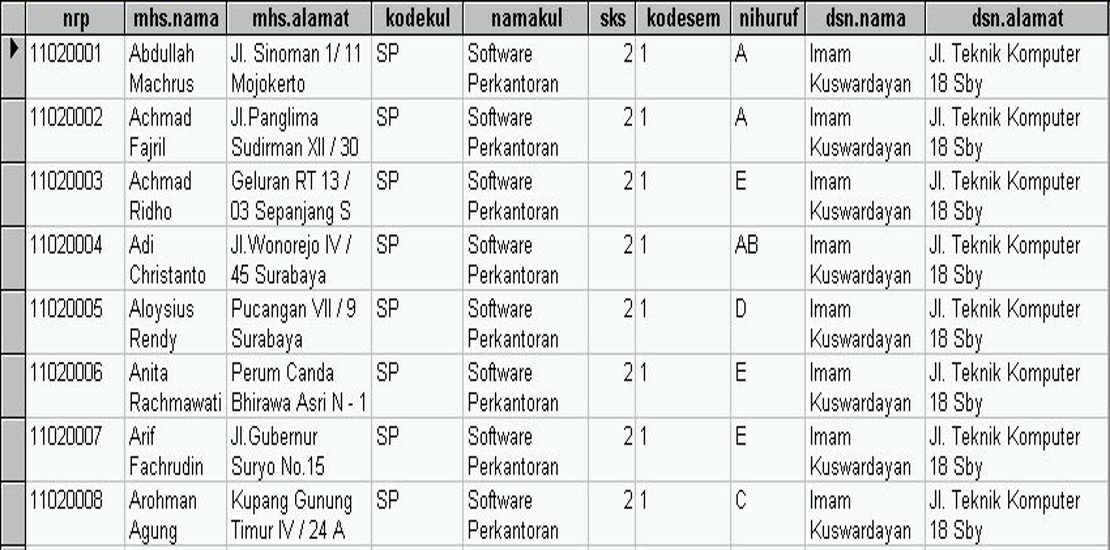 nrp mhs.nama mhs.alamat kodekul namakul sks kodesem nihuruf dsn.nama dsn.alamat
11020001 Abdullah Jl. Sinoman 1/ 11 SP Software 2 1 A Imam Jl. Teknik Komputer
Machrus Mojokerto Perkantoran Kuswardayan 18 Sby
11020002 Achmad Jl.Panglima SP Software 2 1 A Imam Jl. Teknik Komputer
Fajril Sudirman XII / 30 Perkantoran Kuswardayan 18 Sby
11020003 Achmad Geluran RT 13 / SP Software 2 1 E Imam Jl. Teknik Komputer
Ridho 03 Sepanjang S Perkantoran Kuswardayan 18 Sby
11020004 Adi Jl.Wonorejo IV / SP Software 2 1 AB Imam Jl. Teknik Komputer
Christanto 45 Surabaya Perkantoran Kuswardayan 18 Sby
11020005 Aloysius Pucangan VII / 9 SP Software 2 1 D Imam Jl. Teknik Komputer
Rendy Surabaya Perkantoran Kuswardayan 18 Sby
11020006 Anita Perum Canda SP Software 2 1 E Imam Jl. Teknik Komputer
Rachmawati Bhirawa Asri N - 1 Perkantoran Kuswardayan 18 Sby
11020007 Arif Jl.Gubernur SP Software 2 1 E Imam Jl. Teknik Komputer
Fachrudin Suryo No.15 Perkantoran Kuswardayan 18 Sby
11020008 Arohman Kupang Gunung SP Software 2 1 C Imam Jl. Teknik Komputer
Agung Timur IV / 24 A Perkantoran Kuswardayan 18 Sby